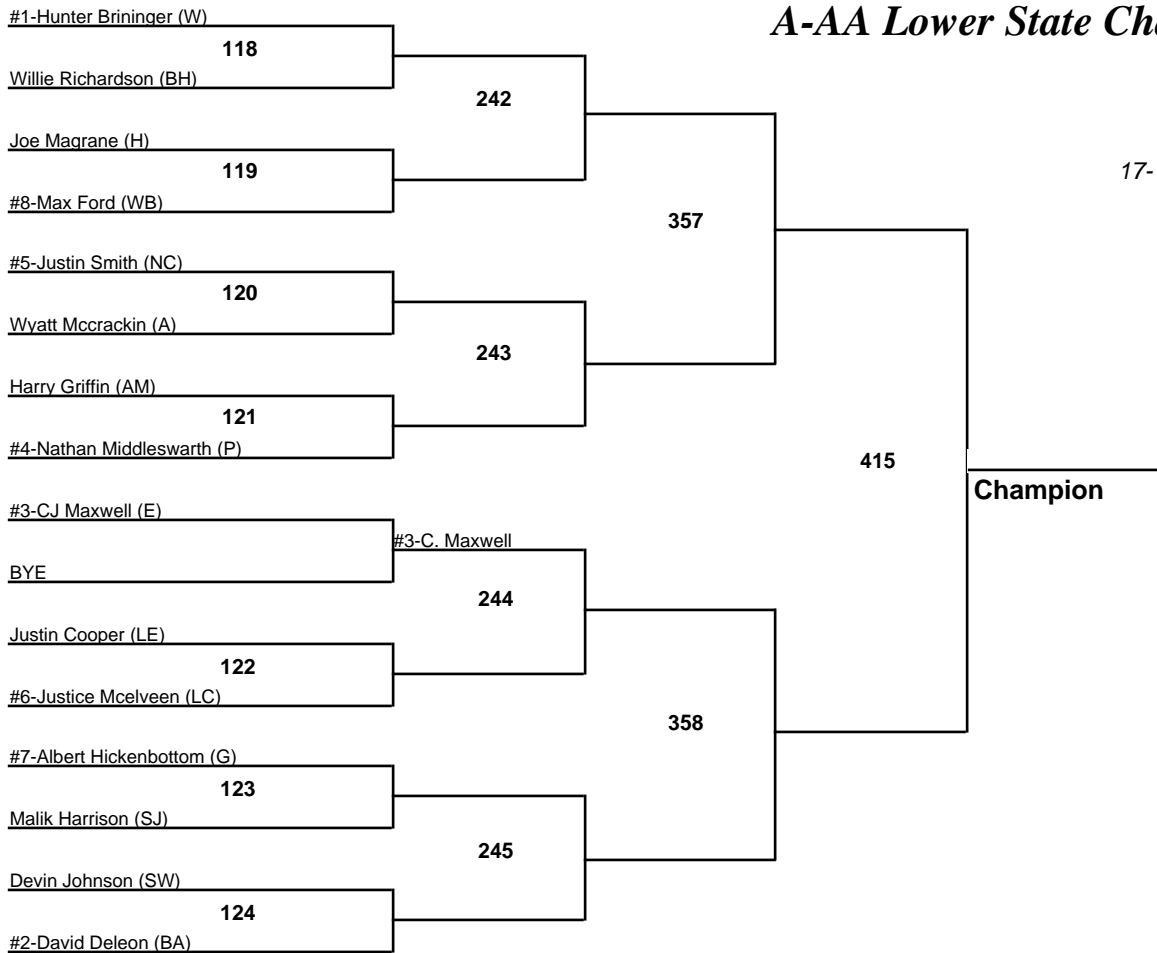 #1-Hunter Brininger (W)
A-AA Lower State Cha
118
Willie Richardson (BH)
242
Joe Magrane (H)
119
17-
#8-Max Ford (WB)
357
#5-Justin Smith (NC)
120
Wyatt Mccrackin (A)
243
Harry Griffin (AM)
121
#4-Nathan Middleswarth (P)
415
Champion
#3-CJ Maxwell (E)
#3-C. Maxwell
BYE
244
Justin Cooper (LE)
122
#6-Justice Mcelveen (LC)
358
#7-Albert Hickenbottom (G)
123
Malik Harrison (SJ)
245
Devin Johnson (SW)
124
#2-David Deleon (BA)